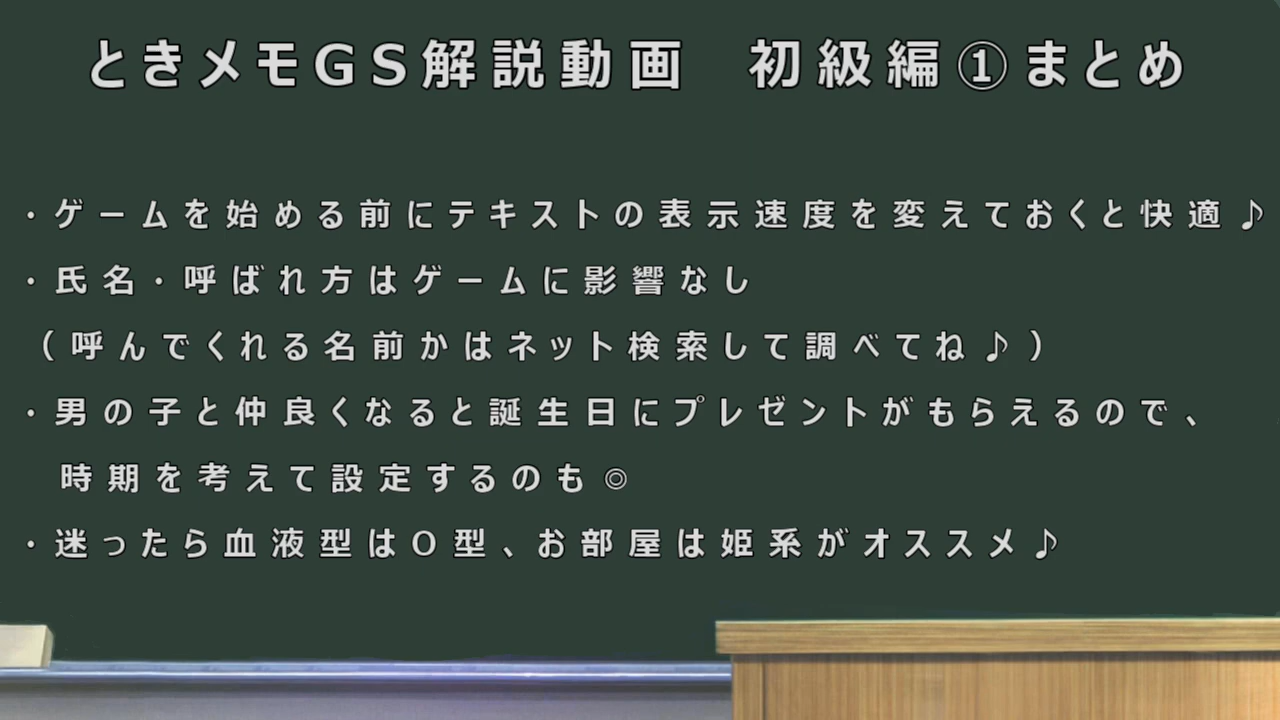 ときメモGS解説動画　初級編①まとめ
・ゲームを始める前にテキストの表示速度を変えておくと快適♪
・氏名・呼ばれ方はゲームに影響なし
（呼んでくれる名前かはネット検索して調べてね♪）
・男の子と仲良くなると誕生日にプレゼントがもらえるので、
時期を考えて設定するのも◎
・迷ったら血液型はO型、お部屋は姫系がオススメ♪